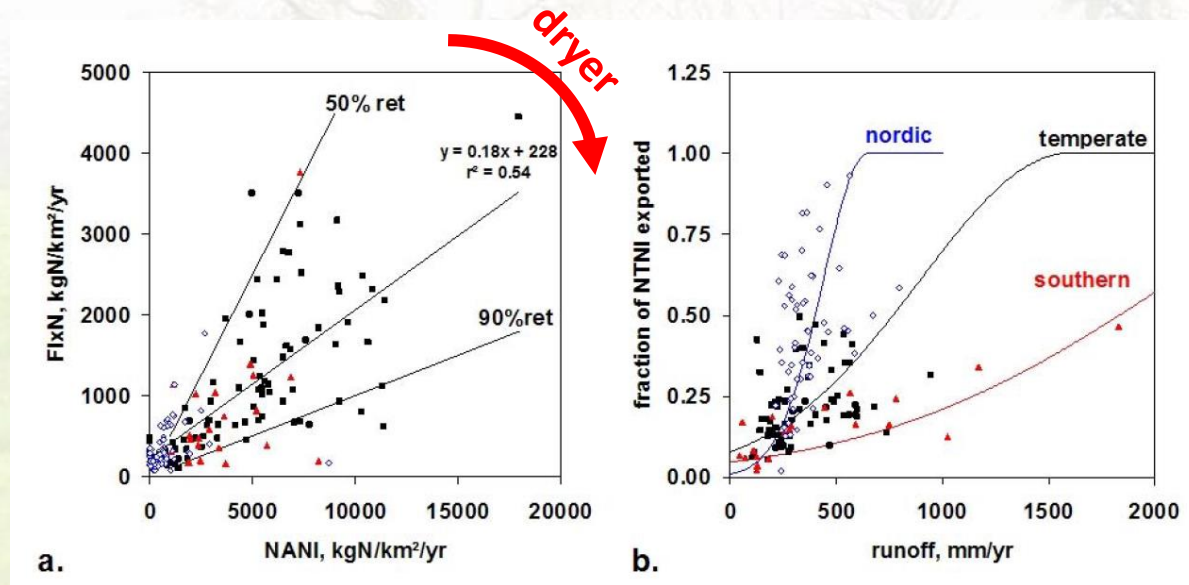 dryer
5000
4000
3000
2000
1000
0
FlxN, kgN/km²/yr
50% ret
y = 0.18x + 228
r² = 0.54
90%ret
0 5000 10000 15000 20000
NANI, kgN/km²/yr
a.
1.25
1.00
0.75
0.50
0.25
0.00
fraction of NTNI exported
nordic
temperate
southern
0 500 1000 1500 2000
runoff, mm/yr
b.